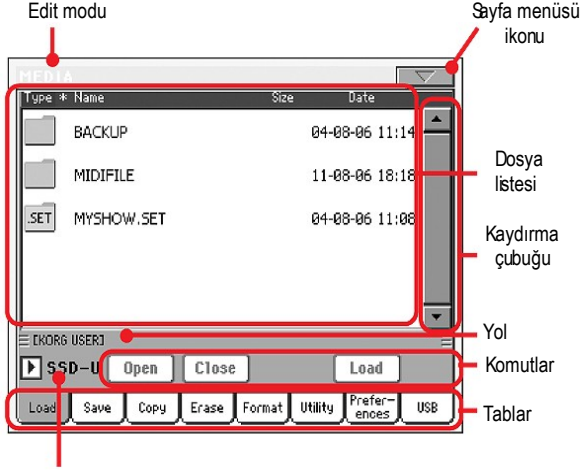 Edit modu
Sayfa menüsü
ikonu
MEDIA
Type * Name Size Date
BACKUP 04-08-06 11:14
MIDIFILE 11-08-06 18:18
.SET MYSHOW.SET 04-08-06 11:08
Dosya
listesi
Kaydırma
çubuğu
[KORG USER]
Yol
SSD-U Open Close Load
Komutlar
Load Save Copy Erase Format Utility Prefer-
ences USB
Tablar